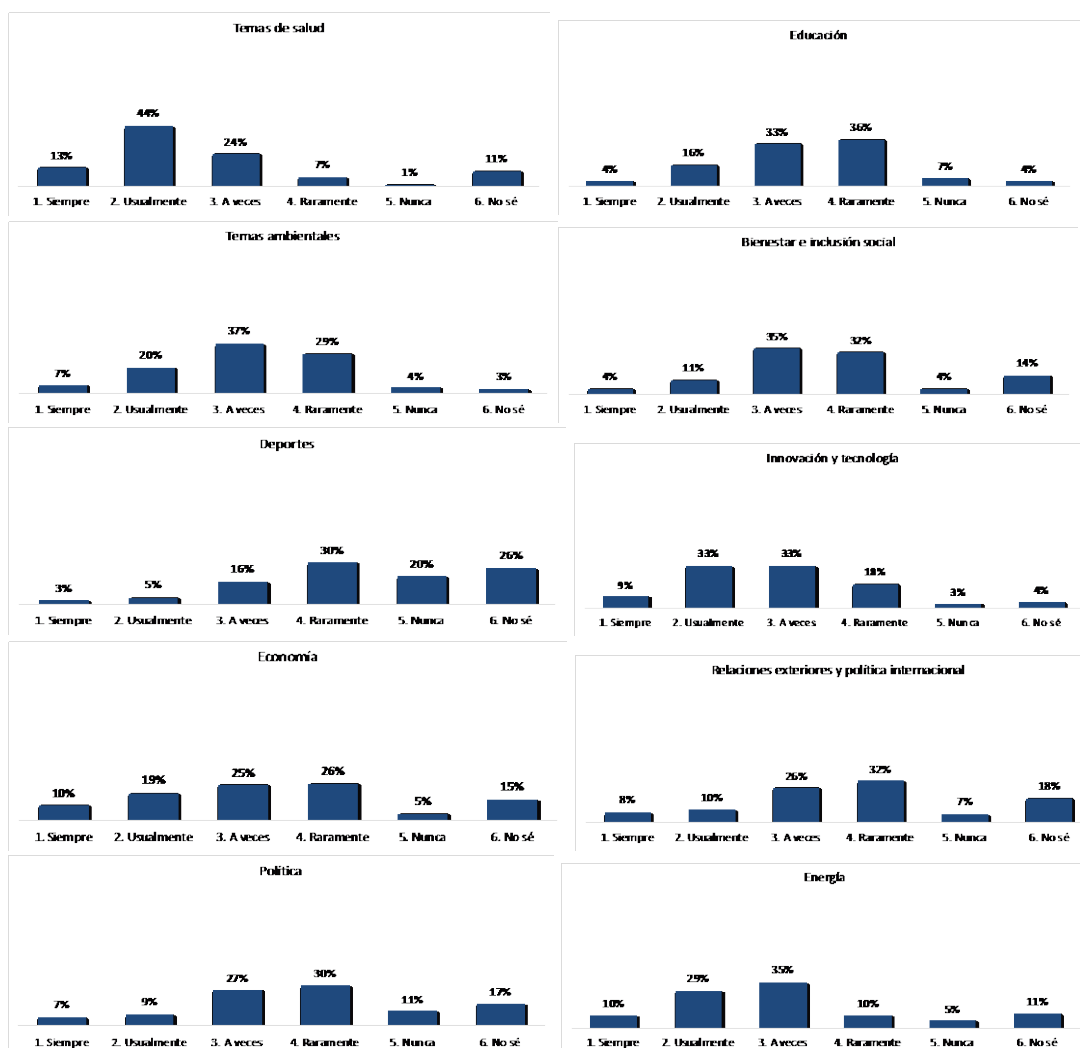 Temas de salud
13% 44% 24% 7% 1% 11%
1. Siempre 2. Usualmente 3. A veces 4. Raramente 5. Nunca 6. No sé
Educación
4% 16% 33% 36% 7% 4%
1. Siempre 2. Usualmente 3. A veces 4. Raramente 5. Nunca 6. No sé
Temas ambientales
7% 20% 37% 29% 4% 3%
1. Siempre 2. Usualmente 3. A veces 4. Raramente 5. Nunca 6. No sé
Bienestar e inclusión social
4% 11% 35% 32% 4% 14%
1. Siempre 2. Usualmente 3. A veces 4. Raramente 5. Nunca 6. No sé
Deportes
3% 5% 16% 30% 20% 26%
1. Siempre 2. Usualmente 3. A veces 4. Raramente 5. Nunca 6. No sé
Innovación y tecnología
9% 33% 33% 18% 3% 4%
1. Siempre 2. Usualmente 3. A veces 4. Raramente 5. Nunca 6. No sé
Economía
10% 19% 25% 26% 5% 15%
1. Siempre 2. Usualmente 3. A veces 4. Raramente 5. Nunca 6. No sé
Relaciones exteriores y política internacional
8% 10% 26% 32% 7% 18%
1. Siempre 2. Usualmente 3. A veces 4. Raramente 5. Nunca 6. No sé
Política
7% 9% 27% 30% 11% 17%
1. Siempre 2. Usualmente 3. A veces 4. Raramente 5. Nunca 6. No sé
Energía
10% 29% 35% 10% 5% 11%
1. Siempre 2. Usualmente 3. A veces 4. Raramente 5. Nunca 6. No sé